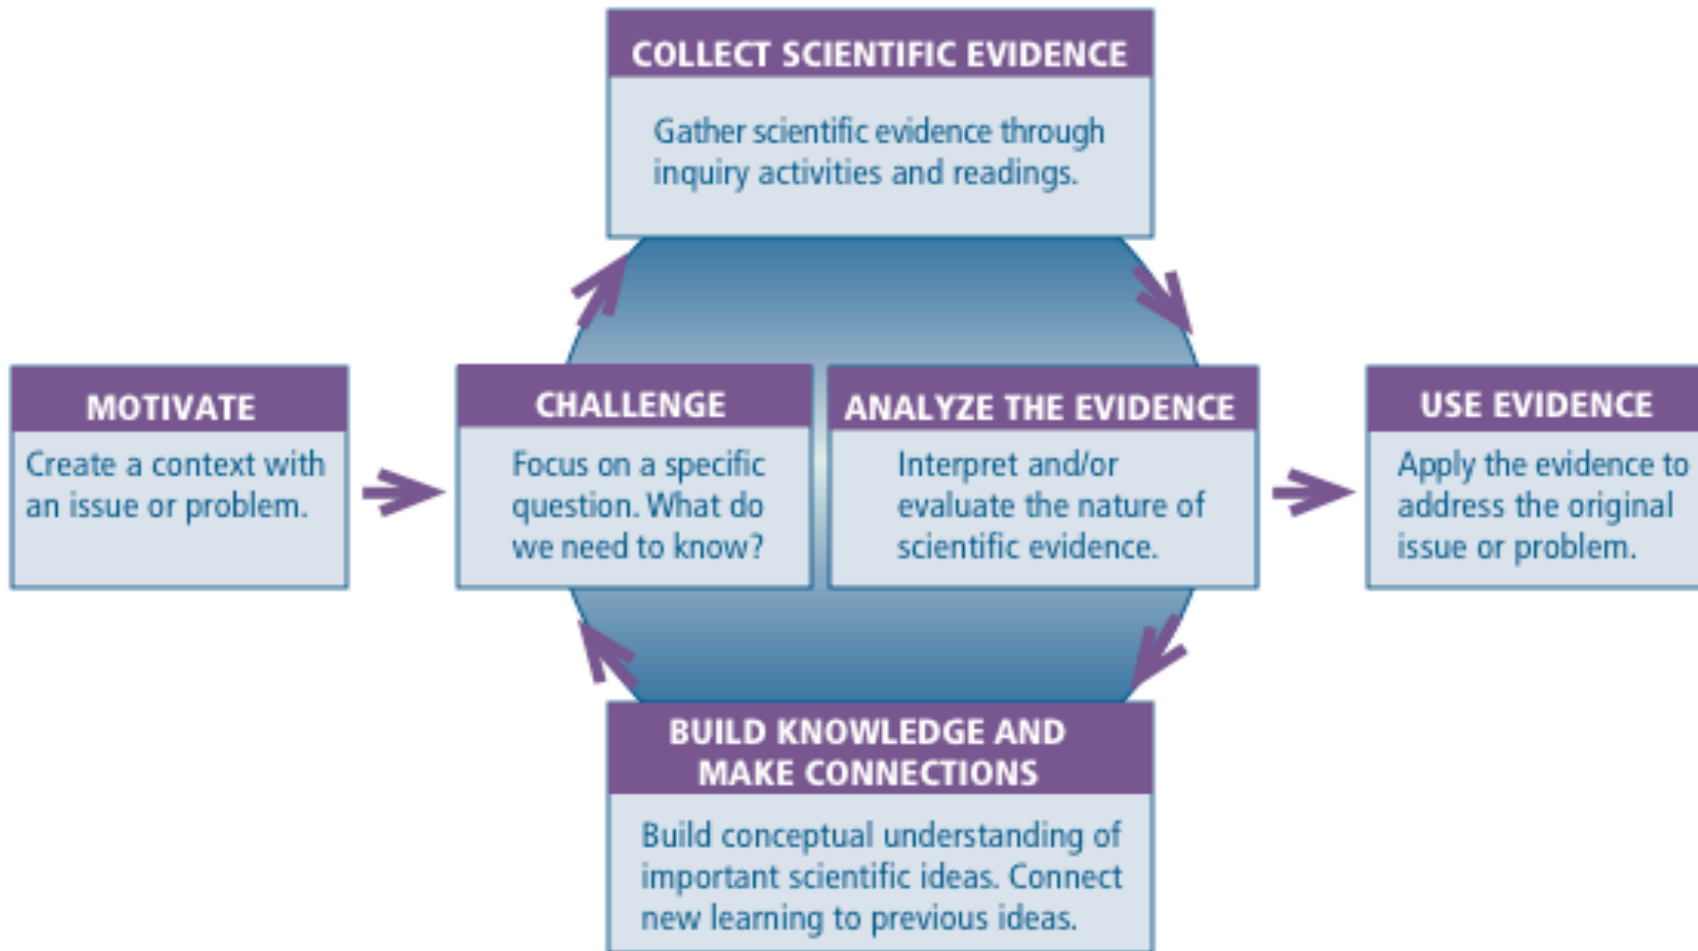 COLLECT SCIENTIFIC EVIDENCE
Gather scientific evidence through
inquiry activities and readings.
MOTIVATE
Create a context with
an issue or problem.
CHALLENGE
Focus on a specific
question. What do
we need to know?
ANALYZE THE EVIDENCE
Interpret and/or
evaluate the nature of
scientific evidence.
USE EVIDENCE
Apply the evidence to
address the original
issue or problem.
BUILD KNOWLEDGE AND
MAKE CONNECTIONS
Build conceptual understanding of
important scientific ideas. Connect
new learning to previous ideas.